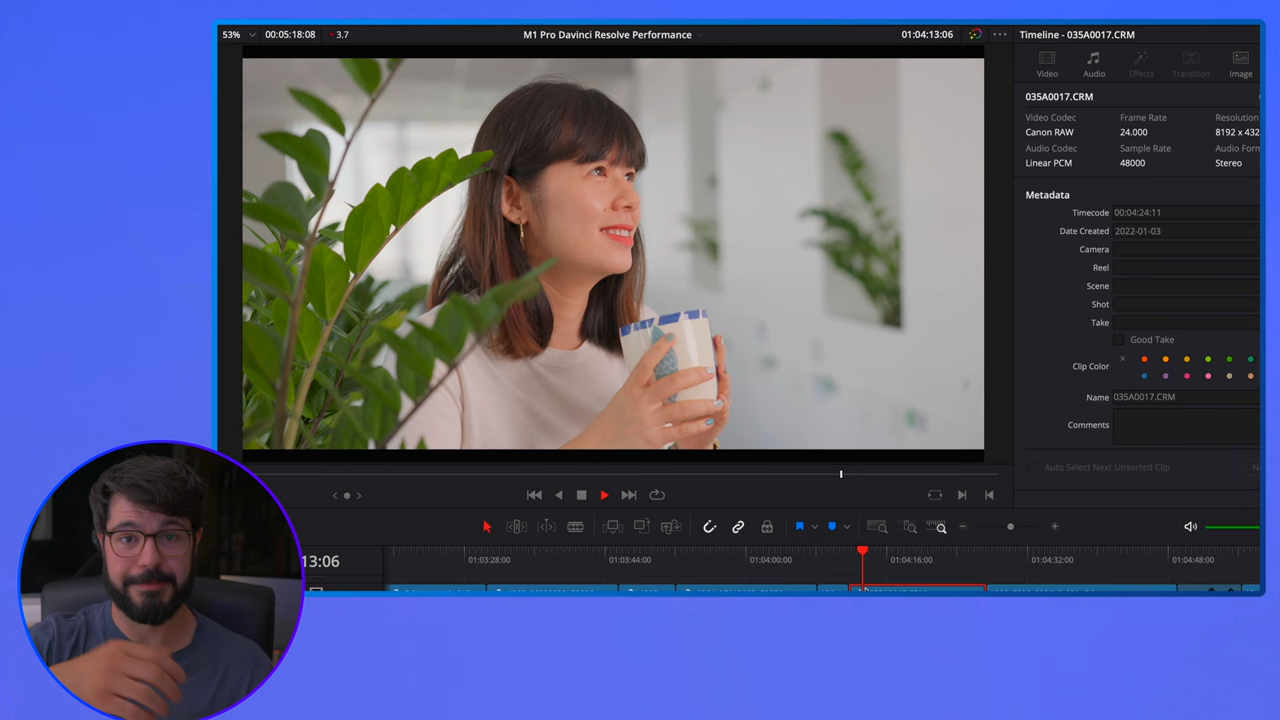 53% 00:05:18:08 3.7 M1 Pro Davinci Resolve Performance 01:04:13:06 Timeline - 035A0017.CRM
Video Audio Effects Transition Image
035A0017.CRM
Video Codec Frame Rate Resolution
Canon RAW 24.000 8192 x 432
Audio Codec Sample Rate Audio Form
Linear PCM 48000 Stereo
Metadata
Timecode 00:04:24:11
Date Created 2022-01-03
Camera
Reel
Scene
Shot
Take
Good Take
Clip Color
Name 035A0017.CRM
Comments
Auto Select Next Unsorted Clip
13:06 01:03:28:00 01:03:44:00 01:04:00:00 01:04:16:00 01:04:32:00 01:04:48:00